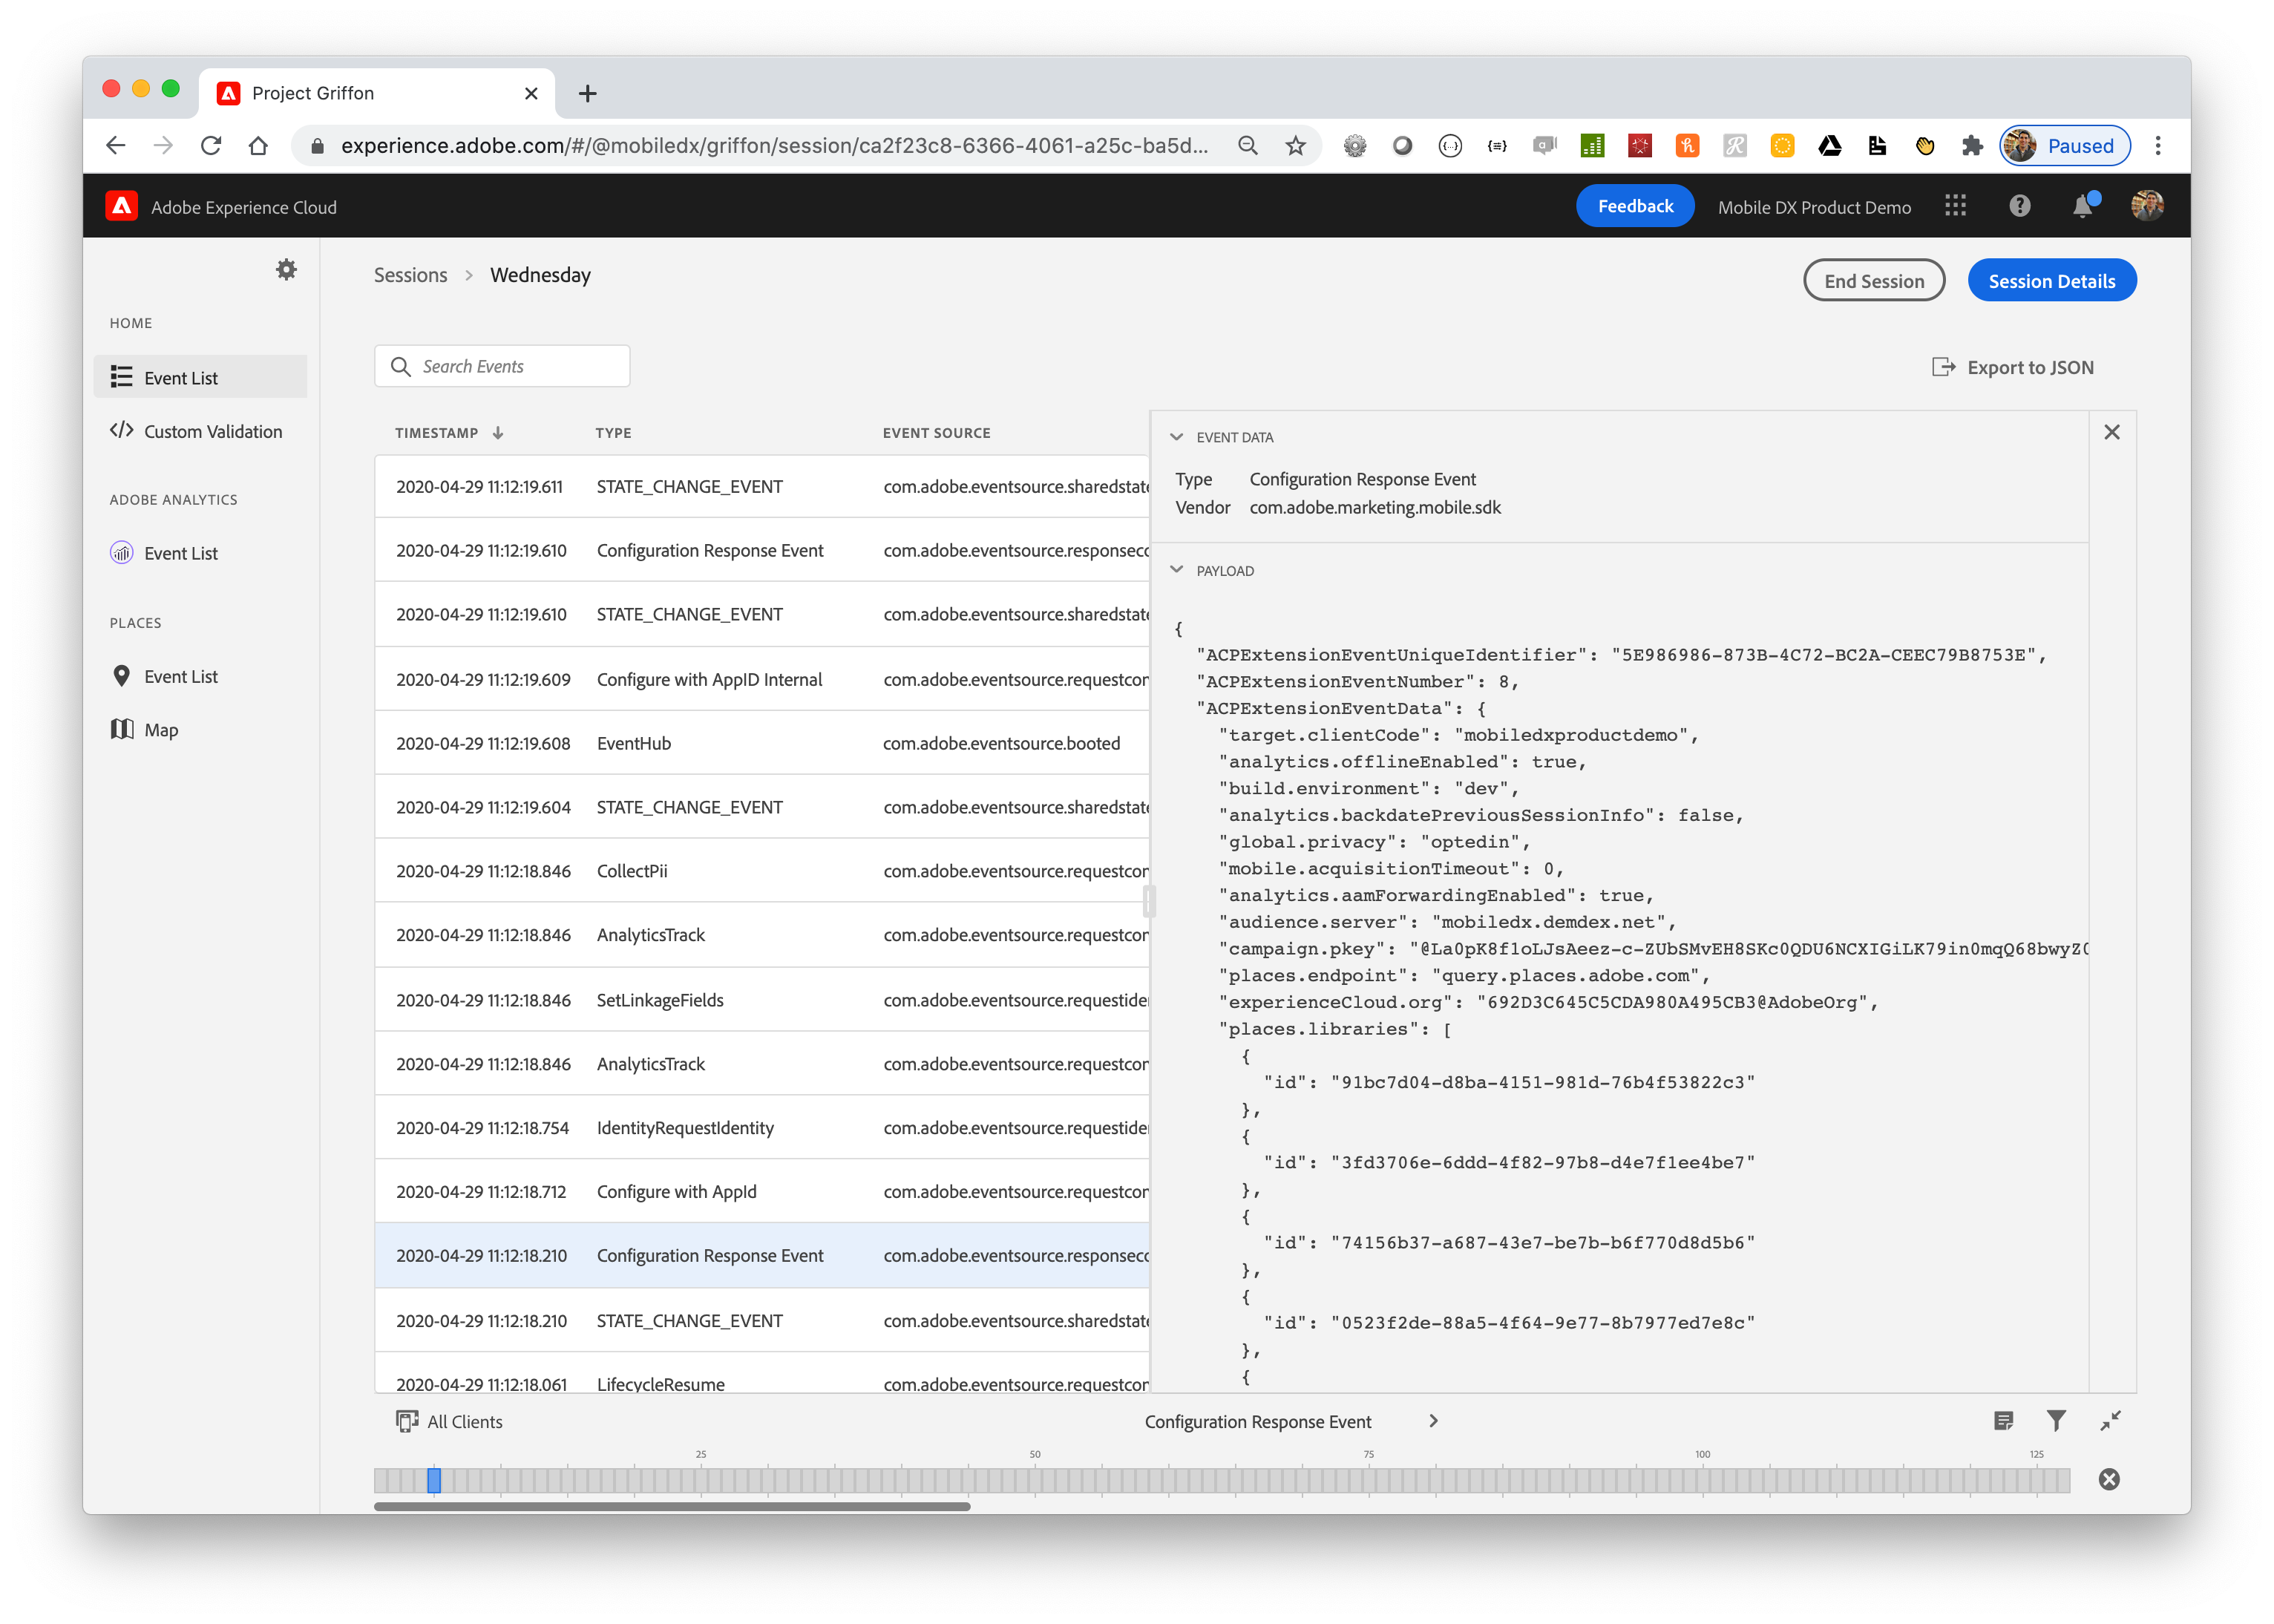 Project Griffon
experience.adobe.com/#/@mobiledx/griffon/session/ca2f23c8-6366-4061-a25c-ba5d...
Paused
Adobe Experience Cloud
Feedback
Mobile DX Product Demo
Sessions > Wednesday
End Session
Session Details
HOME
Event List
Custom Validation
ADOBE ANALYTICS
Event List
PLACES
Event List
Map
Search Events
Export to JSON
TIMESTAMP TYPE EVENT SOURCE
2020-04-29 11:12:19.611 STATE_CHANGE_EVENT com.adobe.eventsource.sharedstate
2020-04-29 11:12:19.610 Configuration Response Event com.adobe.eventsource.responsecc
2020-04-29 11:12:19.610 STATE_CHANGE_EVENT com.adobe.eventsource.sharedstate
2020-04-29 11:12:19.609 Configure with AppID Internal com.adobe.eventsource.requestcon
2020-04-29 11:12:19.608 EventHub com.adobe.eventsource.booted
2020-04-29 11:12:19.604 STATE_CHANGE_EVENT com.adobe.eventsource.sharedstate
2020-04-29 11:12:18.846 CollectPii com.adobe.eventsource.requestcon
2020-04-29 11:12:18.846 AnalyticsTrack com.adobe.eventsource.requestcon
2020-04-29 11:12:18.846 SetLinkageFields com.adobe.eventsource.requestider
2020-04-29 11:12:18.846 AnalyticsTrack com.adobe.eventsource.requestcon
2020-04-29 11:12:18.754 IdentityRequestIdentity com.adobe.eventsource.requestider
2020-04-29 11:12:18.712 Configure with AppId com.adobe.eventsource.requestcon
2020-04-29 11:12:18.210 Configuration Response Event com.adobe.eventsource.responsecc
2020-04-29 11:12:18.210 STATE_CHANGE_EVENT com.adobe.eventsource.sharedstate
2020-04-29 11:12:18.061 LifecycleResume com.adobe.eventsource.requestcon
EVENT DATA
Type Configuration Response Event
Vendor com.adobe.marketing.mobile.sdk
PAYLOAD
{
"ACPExtensionEventUniqueIdentifier": "5E986986-873B-4C72-BC2A-CEEC79B8753E",
"ACPExtensionEventNumber": 8,
"ACPExtensionEventData": {
"target.clientCode": "mobiledxproductdemo",
"analytics.offlineEnabled": true,
"build.environment": "dev",
"analytics.backdatePreviousSessionInfo": false,
"global.privacy": "optedin",
"mobile.acquisitionTimeout": 0,
"analytics.aamForwardingEnabled": true,
"audience.server": "mobiledx.demdex.net",
"campaign.pkey": "@La0pK8f1oLJsAeez-c-ZUbSMvEH8SKc0QDU6NCXIGiLK79in0mqQ68bwyZ0
"places.endpoint": "query.places.adobe.com",
"experienceCloud.org": "692D3C645C5CDA980A495CB3@AdobeOrg",
"places.libraries": [
{
"id": "91bc7d04-d8ba-4151-981d-76b4f53822c3"
},
{
"id": "3fd3706e-6ddd-4f82-97b8-d4e7f1ee4be7"
},
{
"id": "74156b37-a687-43e7-be7b-b6f770d8d5b6"
},
{
"id": "0523f2de-88a5-4f64-9e77-8b7977ed7e8c"
},
{
All Clients
Configuration Response Event
25 50 75 100 125